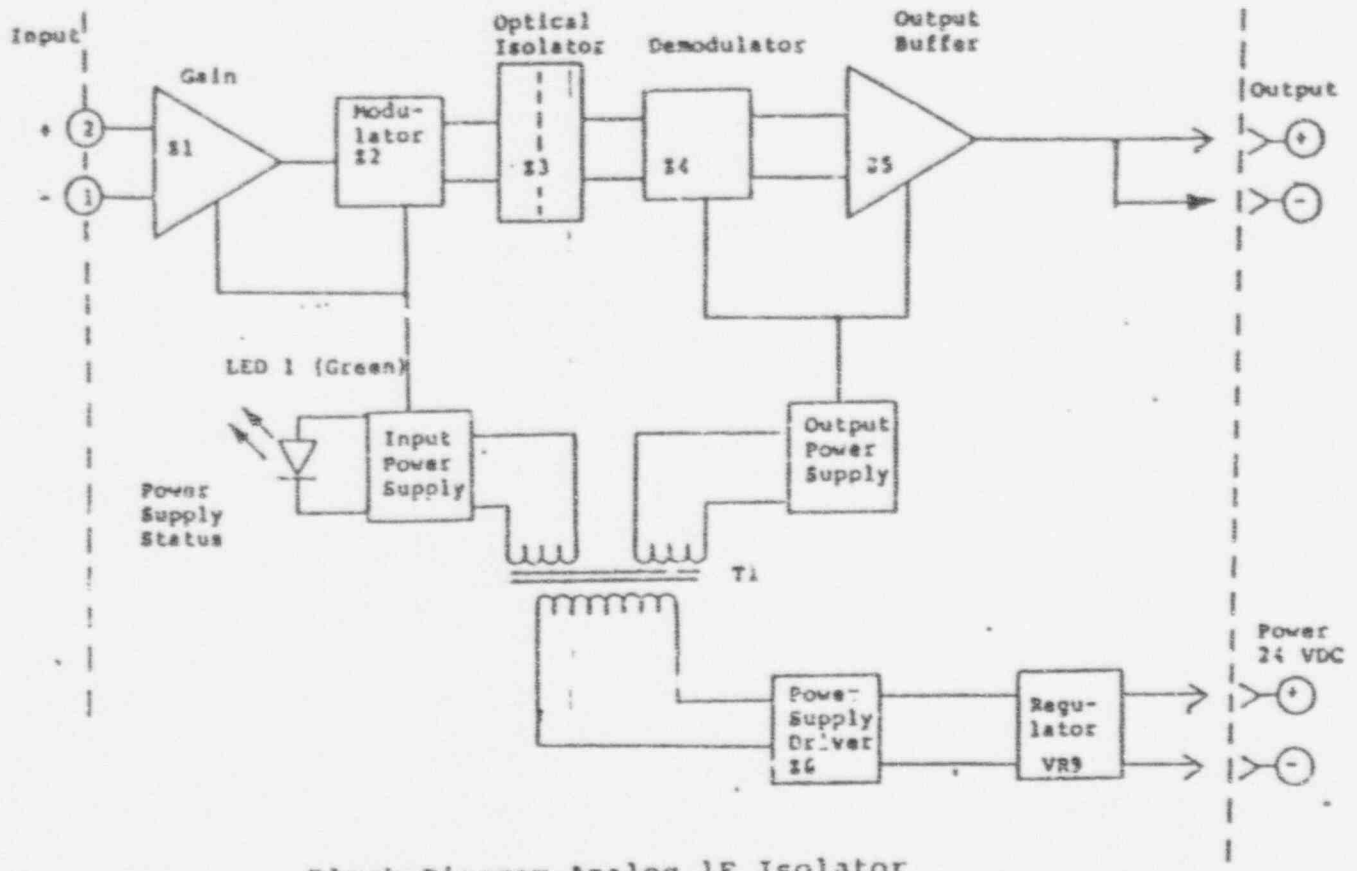 Input
Optical
Isolator
Demodulator
Output
Buffer
Output
Gain
+
2
-
1
Z1
Modu-
lator
Z2
Z3
Z4
Z5
+
-
LED 1 (Green)
Input
Power
Supply
Output
Power
Supply
Power
Supply
Status
T1
Power
24 VDC
Power
Supply
Driver
Z6
Regu-
lator
VR9
+
-
Block Diagram Analog 1E Isolator